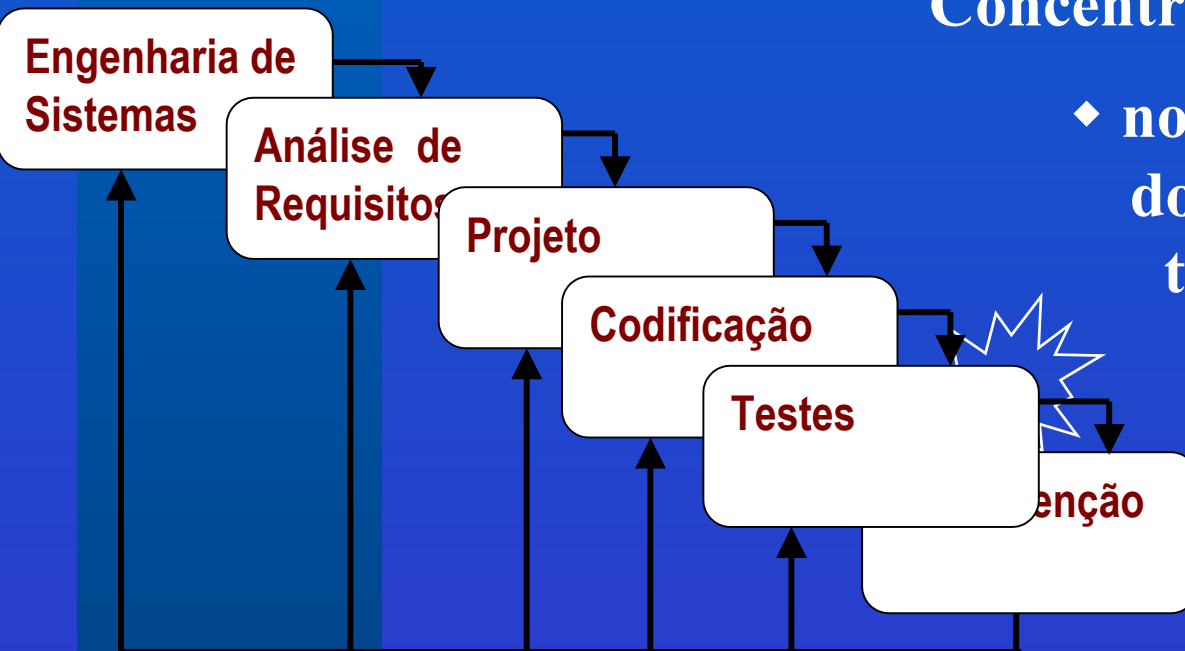 Concentr
Engenharia de
Sistemas
no
do
t
Análise de
Requisitos
Projeto
Codificação
Testes
enção